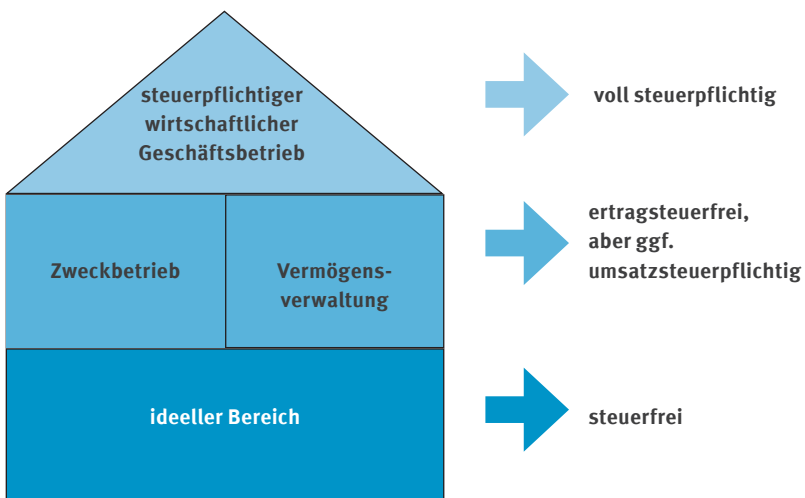 steuerpflichtiger
wirtschaftlicher
Geschäftsbetrieb
voll steuerpflichtig
Zweckbetrieb
Vermögens-
verwaltung
ertragsteuerfrei,
aber ggf.
umsatzsteuerpflichtig
ideeller Bereich
steuerfrei